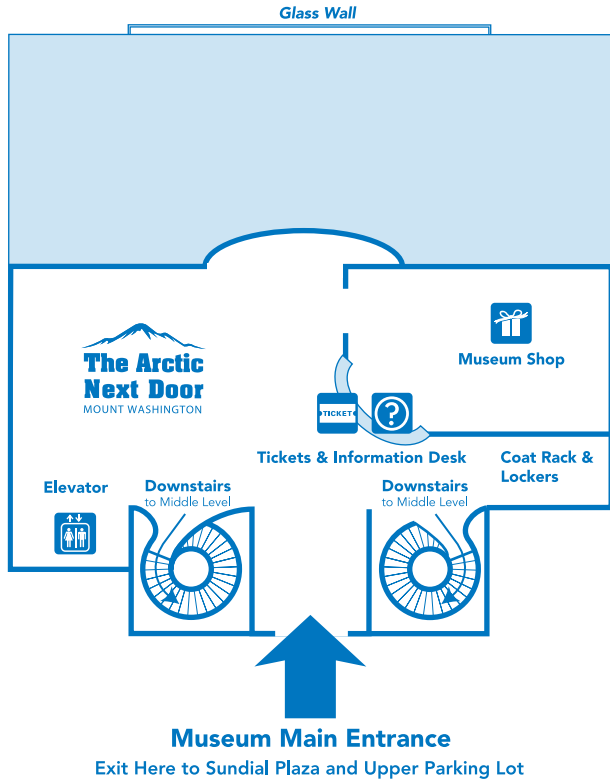 Glass Wall
The Arctic
Next Door
MOUNT WASHINGTON
Museum Shop
TICKET
?
Tickets & Information Desk
Coat Rack &
Lockers
Elevator
Downstairs
to Middle Level
Downstairs
to Middle Level
Museum Main Entrance
Exit Here to Sundial Plaza and Upper Parking Lot